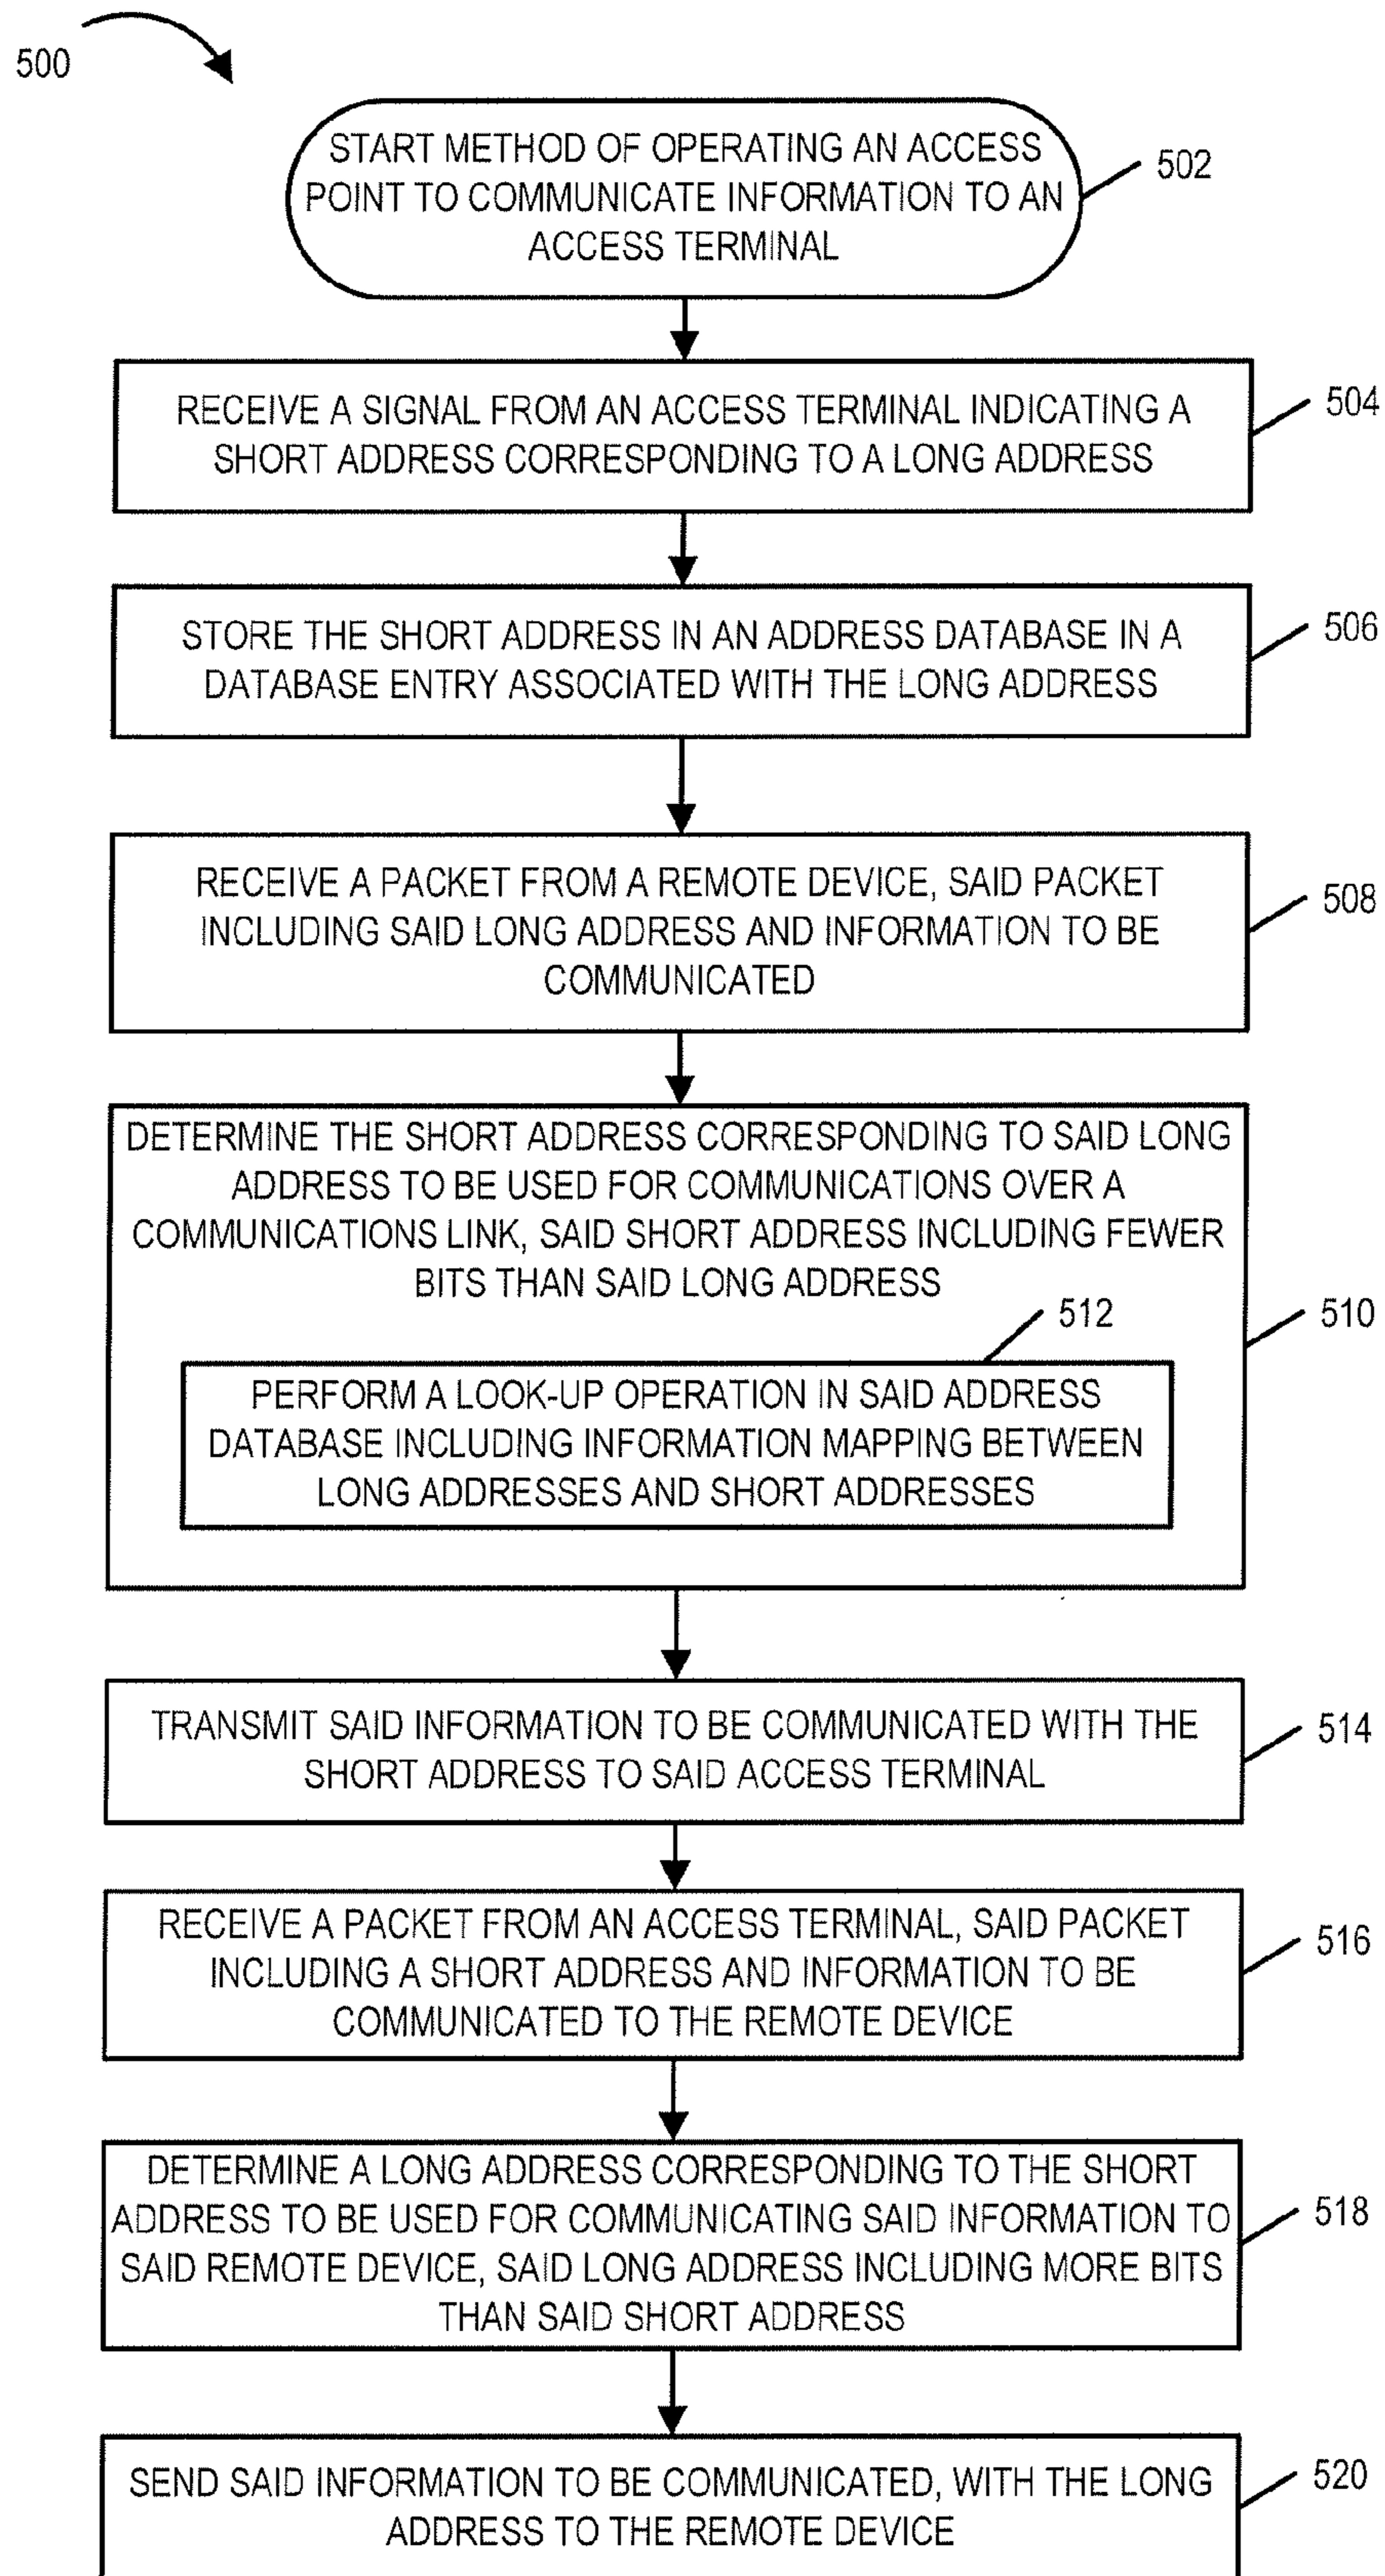 500
START METHOD OF OPERATING AN ACCESS
POINT TO COMMUNICATE INFORMATION TO AN
ACCESS TERMINAL
502
RECEIVE A SIGNAL FROM AN ACCESS TERMINAL INDICATING A
SHORT ADDRESS CORRESPONDING TO A LONG ADDRESS
504
STORE THE SHORT ADDRESS IN AN ADDRESS DATABASE IN A
DATABASE ENTRY ASSOCIATED WITH THE LONG ADDRESS
506
RECEIVE A PACKET FROM A REMOTE DEVICE, SAID PACKET
INCLUDING SAID LONG ADDRESS AND INFORMATION TO BE
COMMUNICATED
508
DETERMINE THE SHORT ADDRESS CORRESPONDING TO SAID LONG
ADDRESS TO BE USED FOR COMMUNICATIONS OVER A
COMMUNICATIONS LINK, SAID SHORT ADDRESS INCLUDING FEWER
BITS THAN SAID LONG ADDRESS
510
512
PERFORM A LOOK-UP OPERATION IN SAID ADDRESS
DATABASE INCLUDING INFORMATION MAPPING BETWEEN
LONG ADDRESSES AND SHORT ADDRESSES
TRANSMIT SAID INFORMATION TO BE COMMUNICATED WITH THE
SHORT ADDRESS TO SAID ACCESS TERMINAL
514
RECEIVE A PACKET FROM AN ACCESS TERMINAL, SAID PACKET
INCLUDING A SHORT ADDRESS AND INFORMATION TO BE
COMMUNICATED TO THE REMOTE DEVICE
516
DETERMINE A LONG ADDRESS CORRESPONDING TO THE SHORT
ADDRESS TO BE USED FOR COMMUNICATING SAID INFORMATION TO
SAID REMOTE DEVICE, SAID LONG ADDRESS INCLUDING MORE BITS
THAN SAID SHORT ADDRESS
518
SEND SAID INFORMATION TO BE COMMUNICATED, WITH THE LONG
ADDRESS TO THE REMOTE DEVICE
520